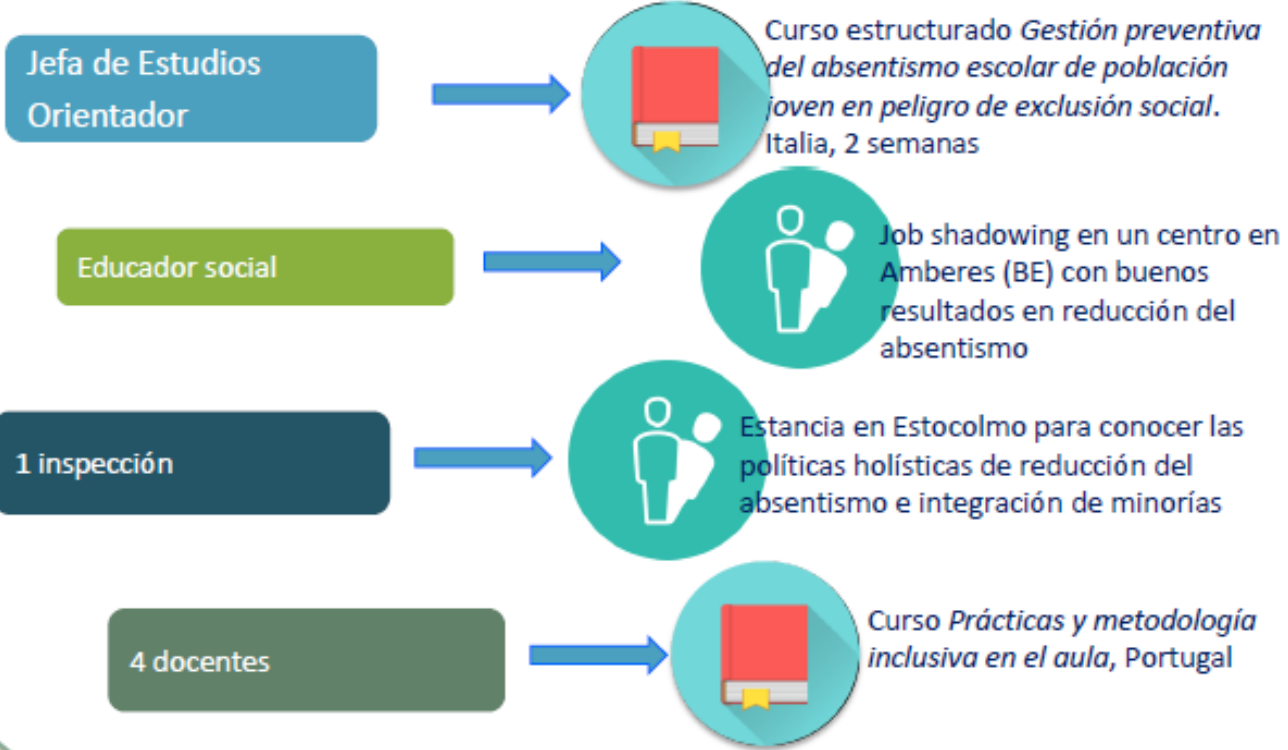 Jefa de Estudios
Orientador
Curso estructurado Gestión preventiva
del absentismo escolar de población
joven en peligro de exclusión social.
Italia, 2 semanas
Educador social
Job shadowing en un centro en
Amberes (BE) con buenos
resultados en reducción del
absentismo
1 inspección
Estancia en Estocolmo para conocer las
políticas holísticas de reducción del
absentismo e integración de minorías
4 docentes
Curso Prácticas y metodología
inclusiva en el aula, Portugal